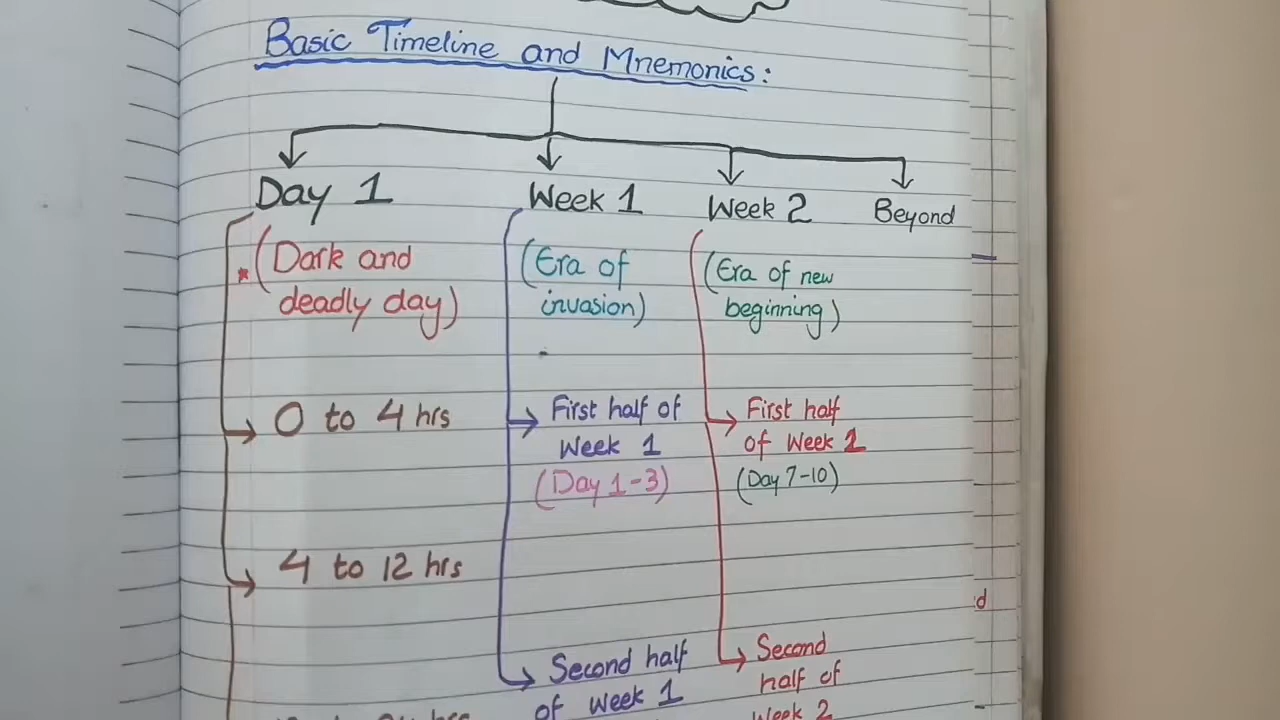 Basic Timeline and Mnemonics:
Day 1
(Dark and
deadly day)
0 to 4 hrs
4 to 12 hrs
hrs
Week 1
(Era of
invasion)
First half of
Week 1
(Day 1-3)
Second half
of Week 1
Week 2
(Era of new
beginning)
First half
of Week 2
(Day 7-10)
Second
half of
Week 2
Beyond
d